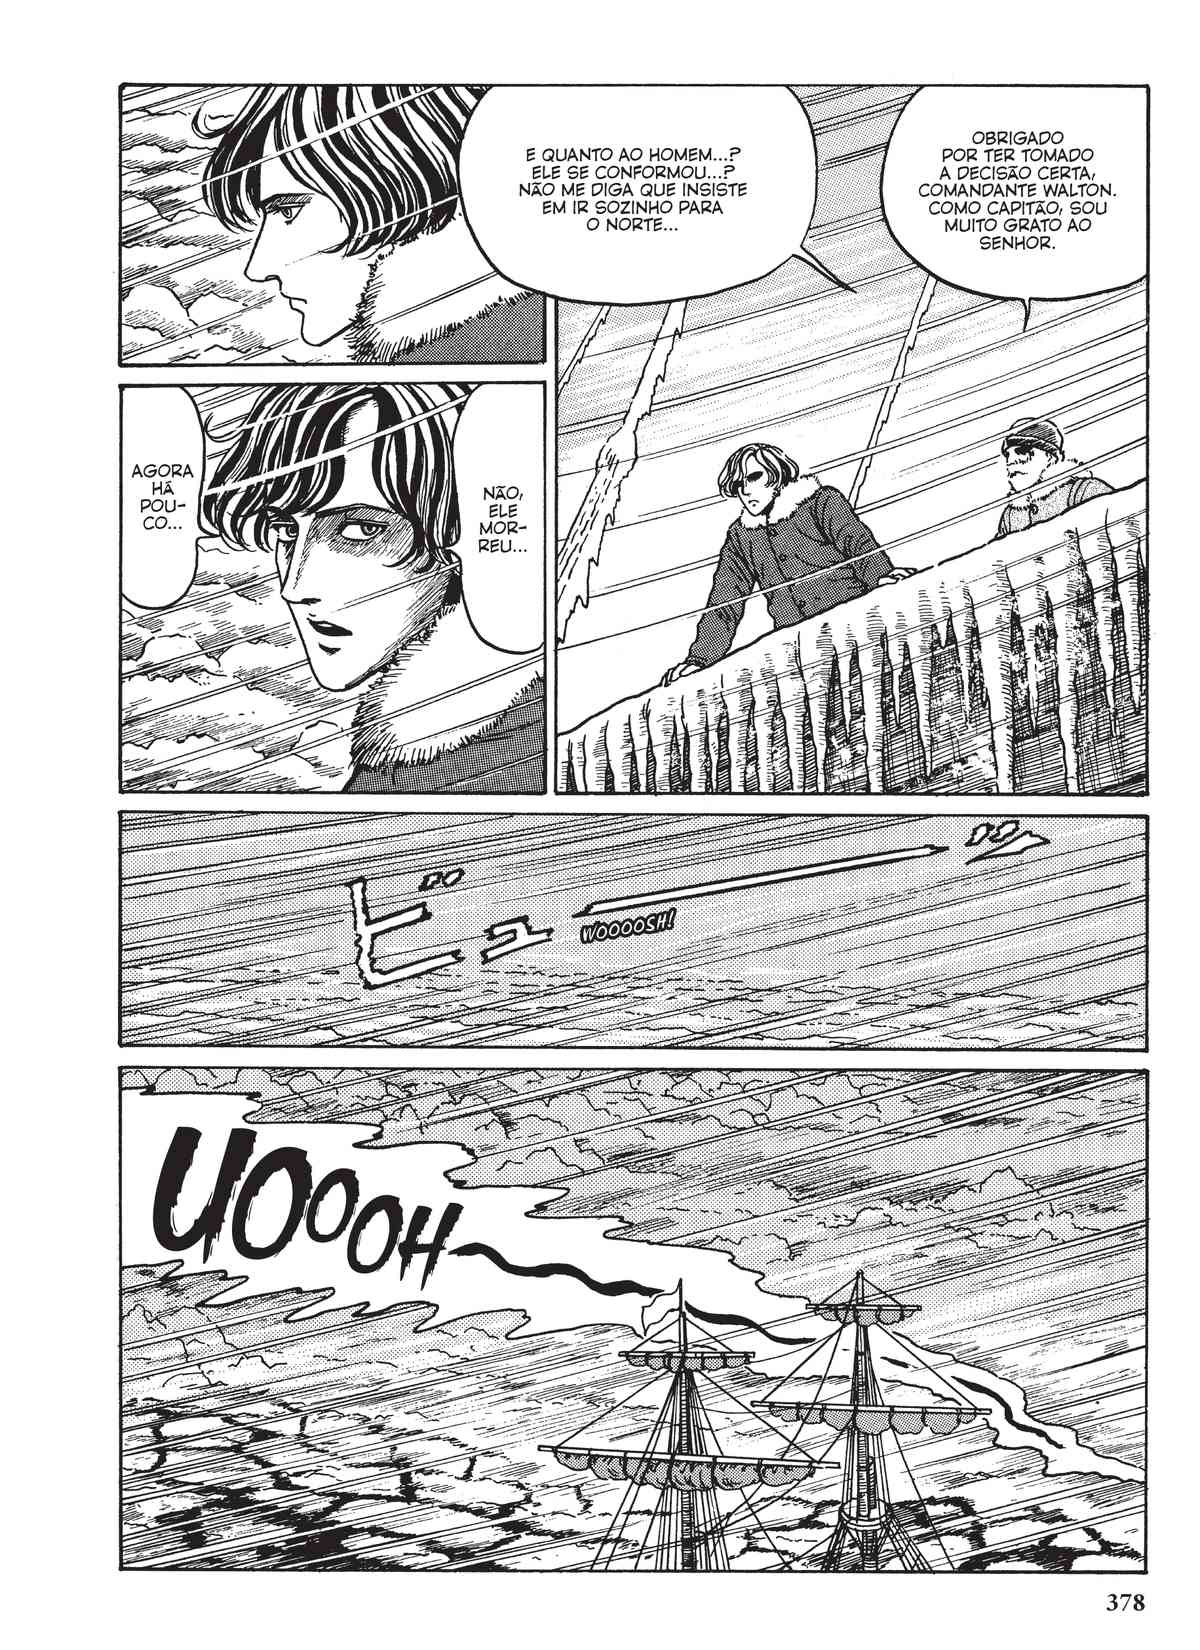 OBRIGADO
POR TER TOMADO
A DECISÃO CERTA,
COMANDANTE WALTON.
COMO CAPITÃO, SOU
MUITO GRATO AO
SENHOR.
E QUANTO AO HOMEM...?
ELE SE CONFORMOU...?
NÃO ME DIGA QUE INSISTE
EM IR SOZINHO PARA
O NORTE...
NÃO,
ELE
MOR-
REU...
AGORA
HÁ
POU-
CO...
ビューッ
WOOOOSH!
UOOOH
378